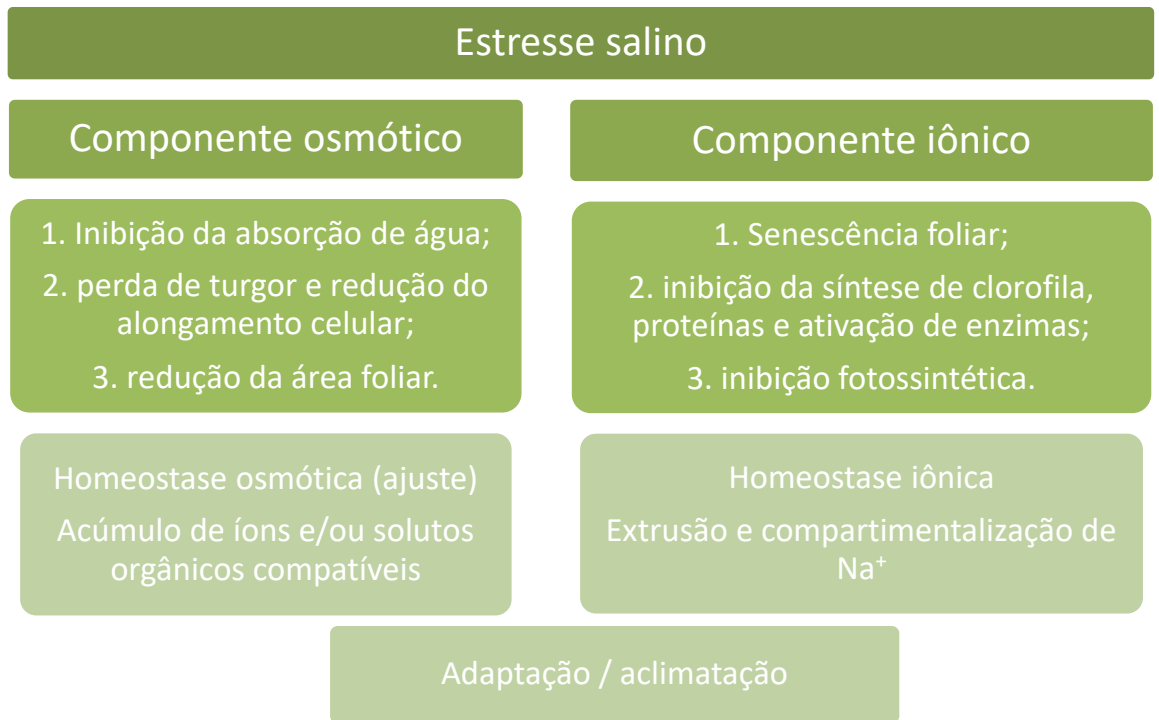 Estresse salino
Componente osmótico
1. Inibição da absorção de água;
2. perda de turgor e redução do
alongamento celular;
3. redução da área foliar.
Homeostase osmótica (ajuste)
Acúmulo de íons e/ou solutos
orgânicos compatíveis
Componente iônico
1. Senescência foliar;
2. inibição da síntese de clorofila,
proteínas e ativação de enzimas;
3. inibição fotossintética.
Homeostase iônica
Extrusão e compartimentalização de
Na⁺
Adaptação / aclimatação